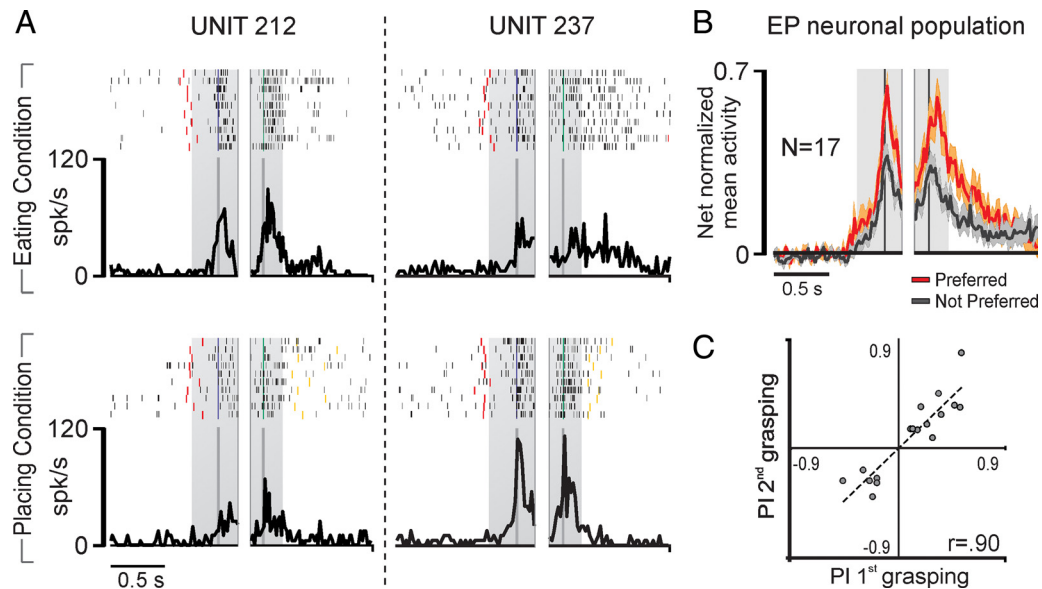 A
UNIT 212
UNIT 237
Eating Condition
120
spk/s
0
Placing Condition
120
spk/s
0
0.5 s
B
EP neuronal population
0.7
Net normalized
mean activity
N=17
0
0.5 s
Preferred
Not Preferred
C
0.9
PI 2nd grasping
-0.9
0.9
-0.9
r=.90
PI 1st grasping